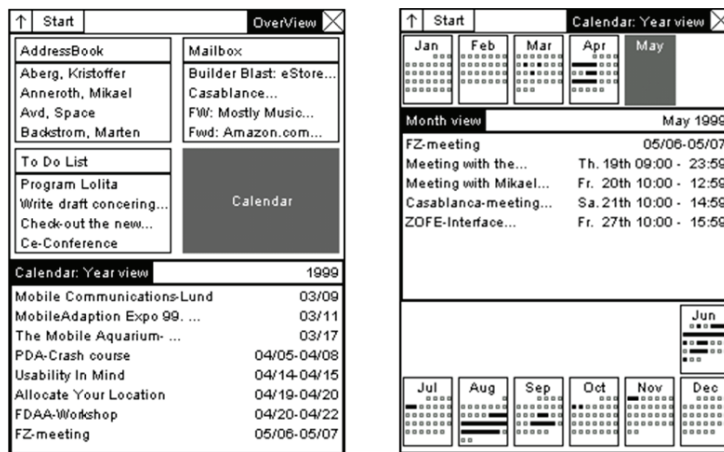 ↑ Start OverView
AddressBook
Aberg, Kristoffer
Anneroth, Mikael
Avd, Space
Backstrom, Marten
Mailbox
Builder Blast: eStore...
Casablance...
FW: Mostly Music...
Fwd: Amazon.com...
To Do List
Program Lolita
Write draft concering...
Check-out the new...
Ce-Conference
Calendar
Calendar: Year view 1999
Mobile Communications-Lund 03/09
MobileAdaption Expo 99. ... 03/11
The Mobile Aquarium- ... 03/17
PDA-Crash course 04/05-04/08
Usability In Mind 04/14-04/15
Allocate Your Location 04/19-04/20
FDAA-Workshop 04/20-04/22
FZ-meeting 05/06-05/07
↑ Start Calendar: Year view
Jan Feb Mar Apr May
Month view May 1999
FZ-meeting 05/06-05/07
Meeting with the... Th. 19th 09:00 - 23:59
Meeting with Mikael... Fr. 20th 10:00 - 12:59
Casablanca-meeting... Sa. 21th 10:00 - 14:59
ZOFE-Interface... Fr. 27th 10:00 - 15:59
Jun
Jul Aug Sep Oct Nov Dec